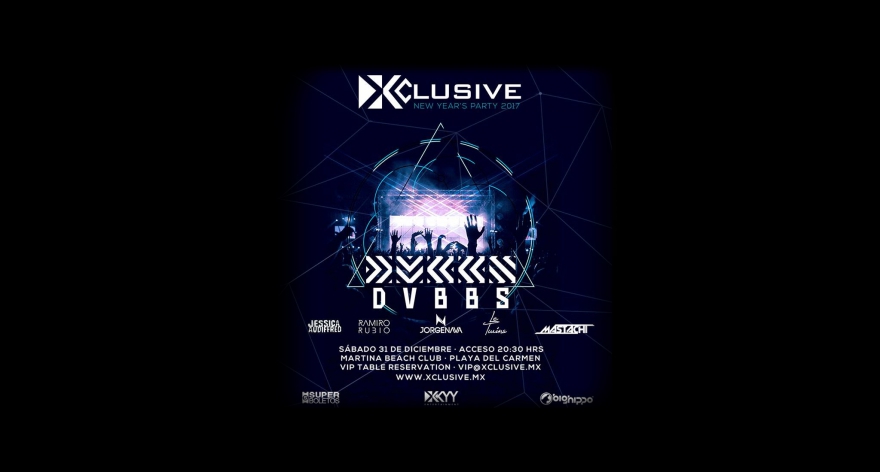 XCLUSIVE
NEW YEAR'S PARTY 2017
DVBBS
JESSICA AUDIFFRED
RAMIRO RUBIO
JORGENAVA
Le Twins
MASTACHI
SÁBADO 31 DE DICIEMBRE · ACCESO 20:30 HRS
MARTINA BEACH CLUB · PLAYA DEL CARMEN
VIP TABLE RESERVATION · VIP@XCLUSIVE.MX
WWW.XCLUSIVE.MX
SUPER BOLETOS
bighippo